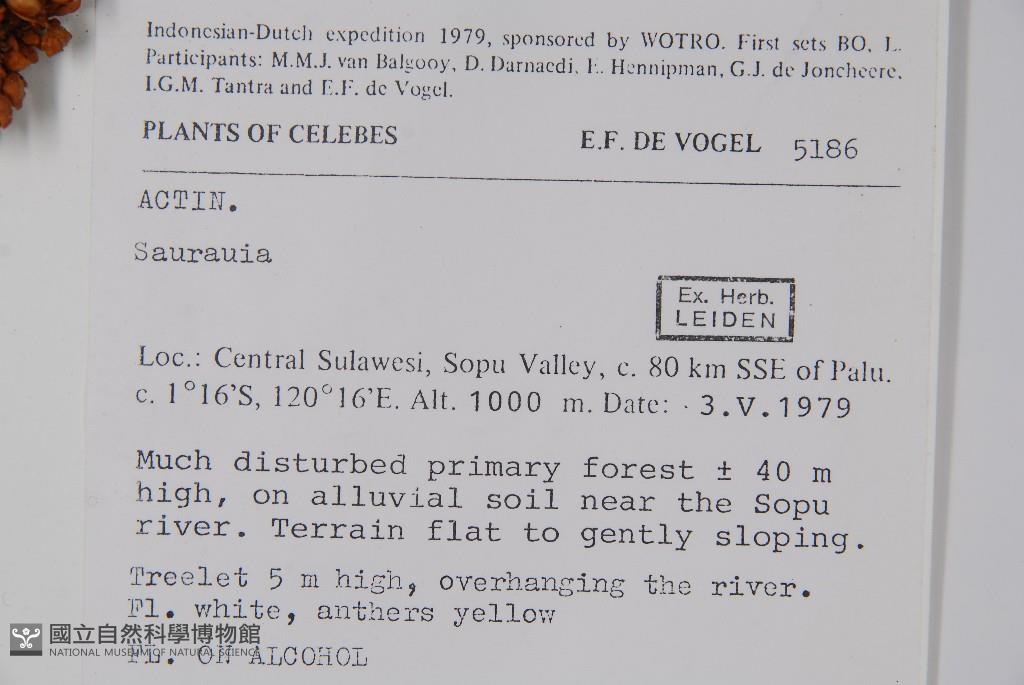 Indonesian-Dutch expedition 1979, sponsored by WOTRO. First sets BO, L.
Participants: M.M.J. van Balgooy, D. Darnaedi, E. Hennipman, G.J. de Joncheere,
I.G.M. Tantra and E.F. de Vogel.
PLANTS OF CELEBES E.F. DE VOGEL 5186
ACTIN.
Saurauia
Ex. Herb.
LEIDEN
Loc.: Central Sulawesi, Sopu Valley, c. 80 km SSE of Palu.
c. 1°16'S, 120°16'E. Alt. 1000 m. Date: 3.V.1979
Much disturbed primary forest ± 40 m
high, on alluvial soil near the Sopu
river. Terrain flat to gently sloping.
Treelet 5 m high, overhanging the river.
Fl. white, anthers yellow
FL. ON ALCOHOL
國立自然科學博物館
NATIONAL MUSEUM OF NATURAL SCIENCE